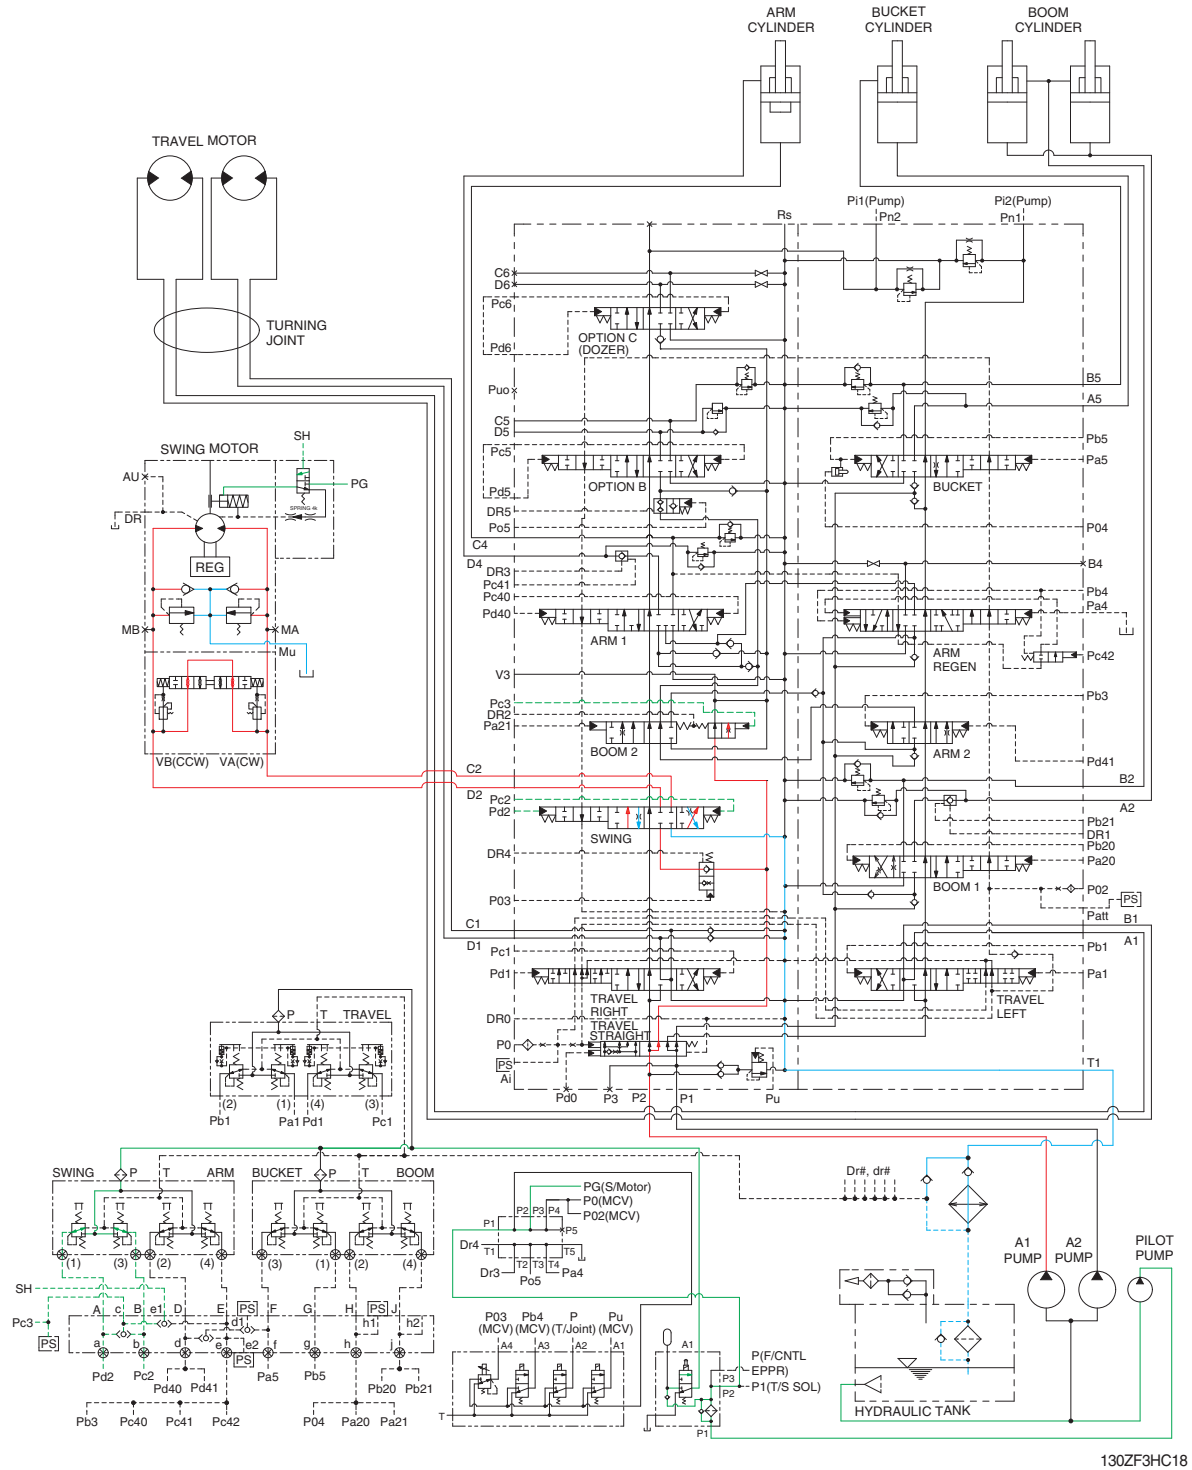 ARM
CYLINDER
BUCKET
CYLINDER
BOOM
CYLINDER
TRAVEL MOTOR
TURNING
JOINT
Pi1(Pump)
Pn2
Pi2(Pump)
Pn1
Rs
C6
D6
Pc6
Pd6
OPTION C
(DOZER)
Puo
C5
D5
Pc5
Pd5
OPTION B
DR5
Po5
B5
A5
Pb5
Pa5
BUCKET
P04
SWING MOTOR
SH
AU
DR
PG
SPRING 4k
REG
MB
MA
Mu
VB(CCW)
VA(CW)
C4
D4
DR3
Pc41
Pc40
Pd40
ARM 1
B4
Pb4
Pa4
ARM
REGEN
Pc42
V3
Pc3
DR2
Pa21
BOOM 2
Pb3
ARM 2
Pd41
C2
D2
Pc2
Pd2
SWING
B2
A2
Pb21
DR1
Pb20
Pa20
BOOM 1
DR4
P03
P02
PS
Patt
C1
D1
Pc1
Pd1
B1
A1
Pb1
Pa1
TRAVEL
RIGHT
TRAVEL
LEFT
DR0
TRAVEL
STRAIGHT
P0
PS
Ai
Pd0
P3
P2
P1
Pu
T1
P
T
TRAVEL
(2)
(1)
(4)
(3)
Pb1
Pa1
Pd1
Pc1
SWING
P
T
ARM
BUCKET
P
T
BOOM
(1)
(3)
(2)
(4)
(3)
(1)
(2)
(4)
SH
Pc3
PS
A
c
B
e1
D
E
PS
d1
F
G
H
PS
h1
J
h2
a
b
d
e
e2
PS
f
g
h
j
Pd2
Pc2
Pd40
Pd41
Pa5
Pb5
Pb20
Pb21
Pb3
Pc40
Pc41
Pc42
P04
Pa20
Pa21
PG(S/Motor)
P0(MCV)
P02(MCV)
P1
P2
P3
P4
P5
Dr4
T1
T5
T2
T3
T4
Dr3
Po5
Pa4
P03
(MCV)
Pb4
(MCV)
P
(T/Joint)
Pu
(MCV)
A4
A3
A2
A1
T
A1
P(F/CNTL
EPPR)
P3
P1(T/S SOL)
P2
P1
Dr#, dr#
A1
PUMP
A2
PUMP
PILOT
PUMP
HYDRAULIC TANK
130ZF3HC18